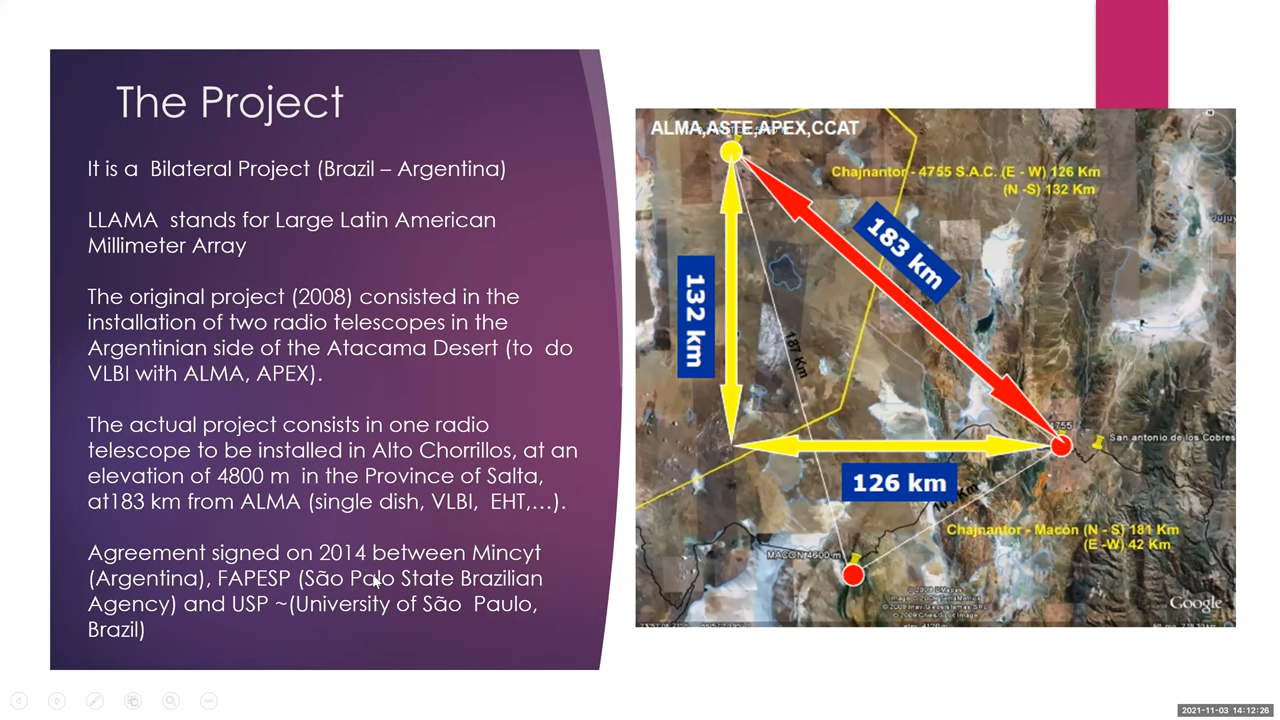 The Project
It is a Bilateral Project (Brazil – Argentina)
LLAMA stands for Large Latin American
Millimeter Array
The original project (2008) consisted in the
installation of two radio telescopes in the
Argentinian side of the Atacama Desert (to do
VLBI with ALMA, APEX).
The actual project consists in one radio
telescope to be installed in Alto Chorrillos, at an
elevation of 4800 m in the Province of Salta,
at183 km from ALMA (single dish, VLBI, EHT,…).
Agreement signed on 2014 between Mincyt
(Argentina), FAPESP (São Palo State Brazilian
Agency) and USP ~(University of São Paulo,
Brazil)
ALMA,ASTE,APEX,CCAT
Chajnantor - 4755 S.A.C. (E - W) 126 Km
(N -S) 132 Km
183 km
132 km
187 Km
4755
San antonio de los Cobres
126 km
Chajnantor - Macón (N - S) 181 Km
(E -W) 42 Km
MACON 4600 m
Google
2021-11-03 14:12:26